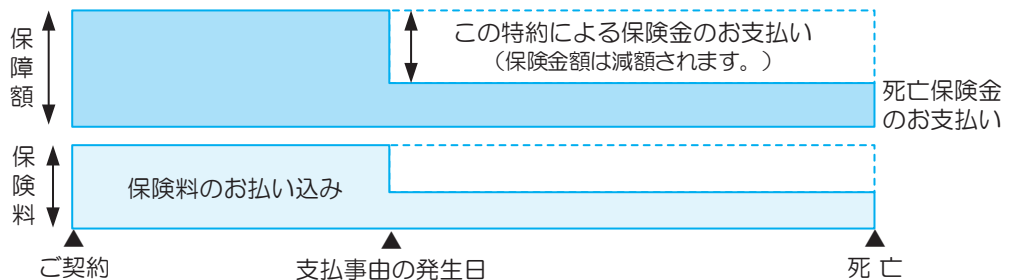 保障額
この特約による保険金のお支払い
（保険金額は減額されます。）
死亡保険金
のお支払い
保険料
保険料のお払い込み
ご契約
支払事由の発生日
死 亡